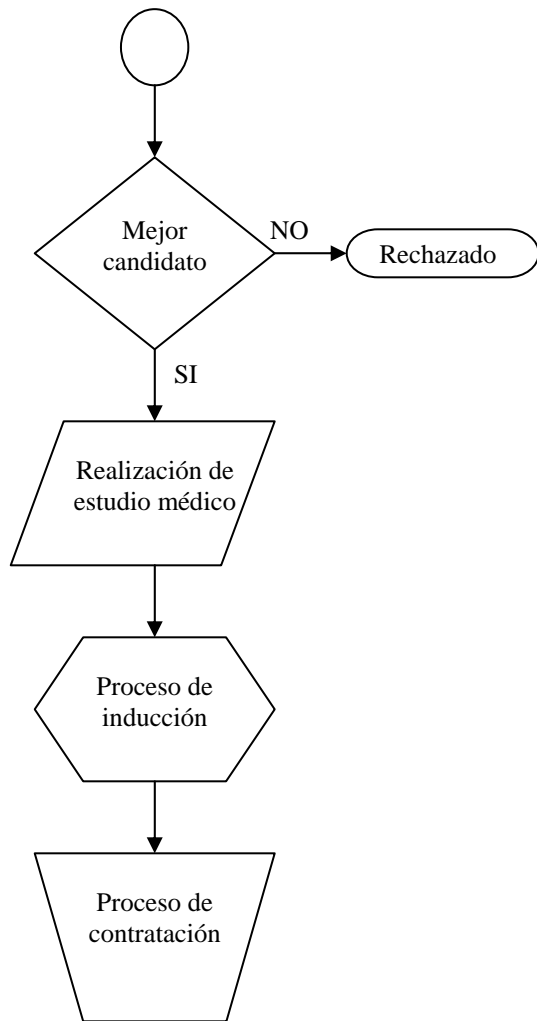 Mejor
candidato
NO
Rechazado
SI
Realización de
estudio médico
Proceso de
inducción
Proceso de
contratación